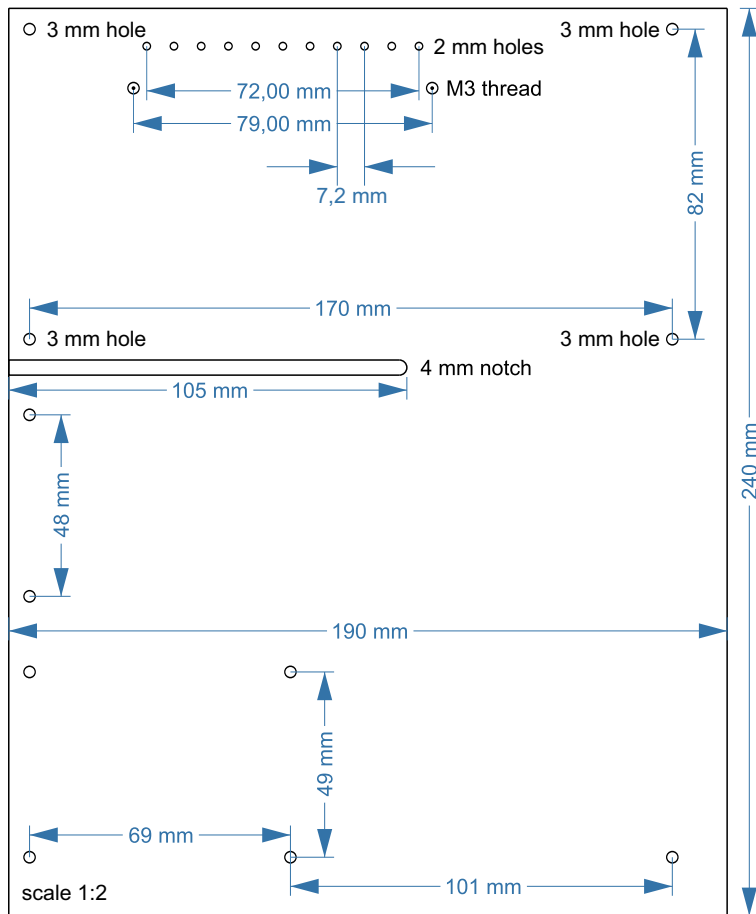 3 mm hole
3 mm hole
2 mm holes
72,00 mm
M3 thread
79,00 mm
7,2 mm
82 mm
170 mm
3 mm hole
3 mm hole
4 mm notch
105 mm
48 mm
240 mm
190 mm
49 mm
69 mm
101 mm
scale 1:2